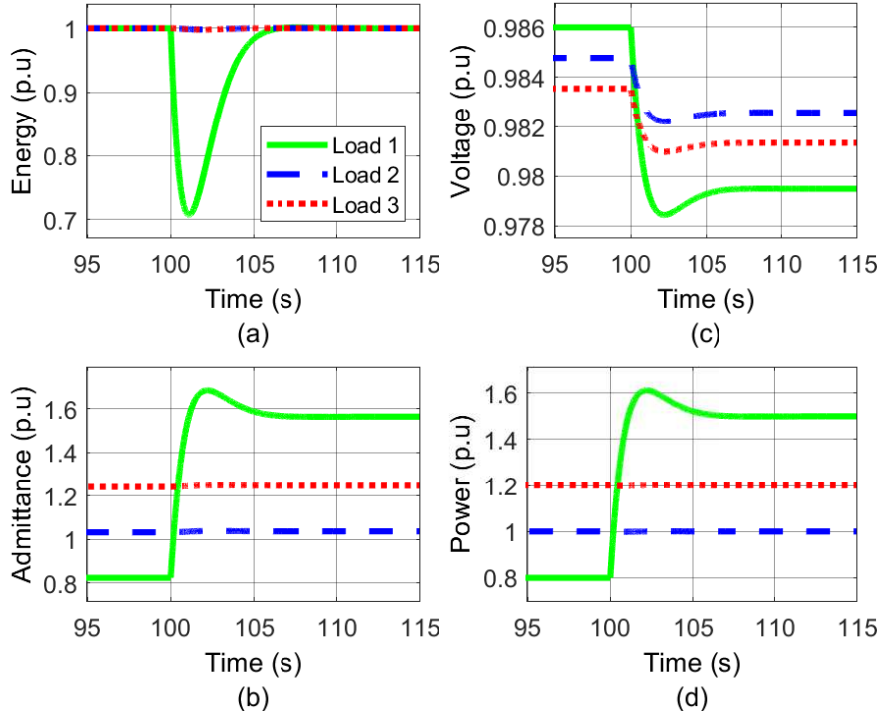 Energy (p.u)
1
0.9
0.8
0.7
Load 1
Load 2
Load 3
95 100 105 110 115
Time (s)
(a)
Voltage (p.u)
0.986
0.984
0.982
0.98
0.978
95 100 105 110 115
Time (s)
(c)
Admittance (p.u)
1.6
1.4
1.2
1
0.8
95 100 105 110 115
Time (s)
(b)
Power (p.u)
1.6
1.4
1.2
1
0.8
95 100 105 110 115
Time (s)
(d)